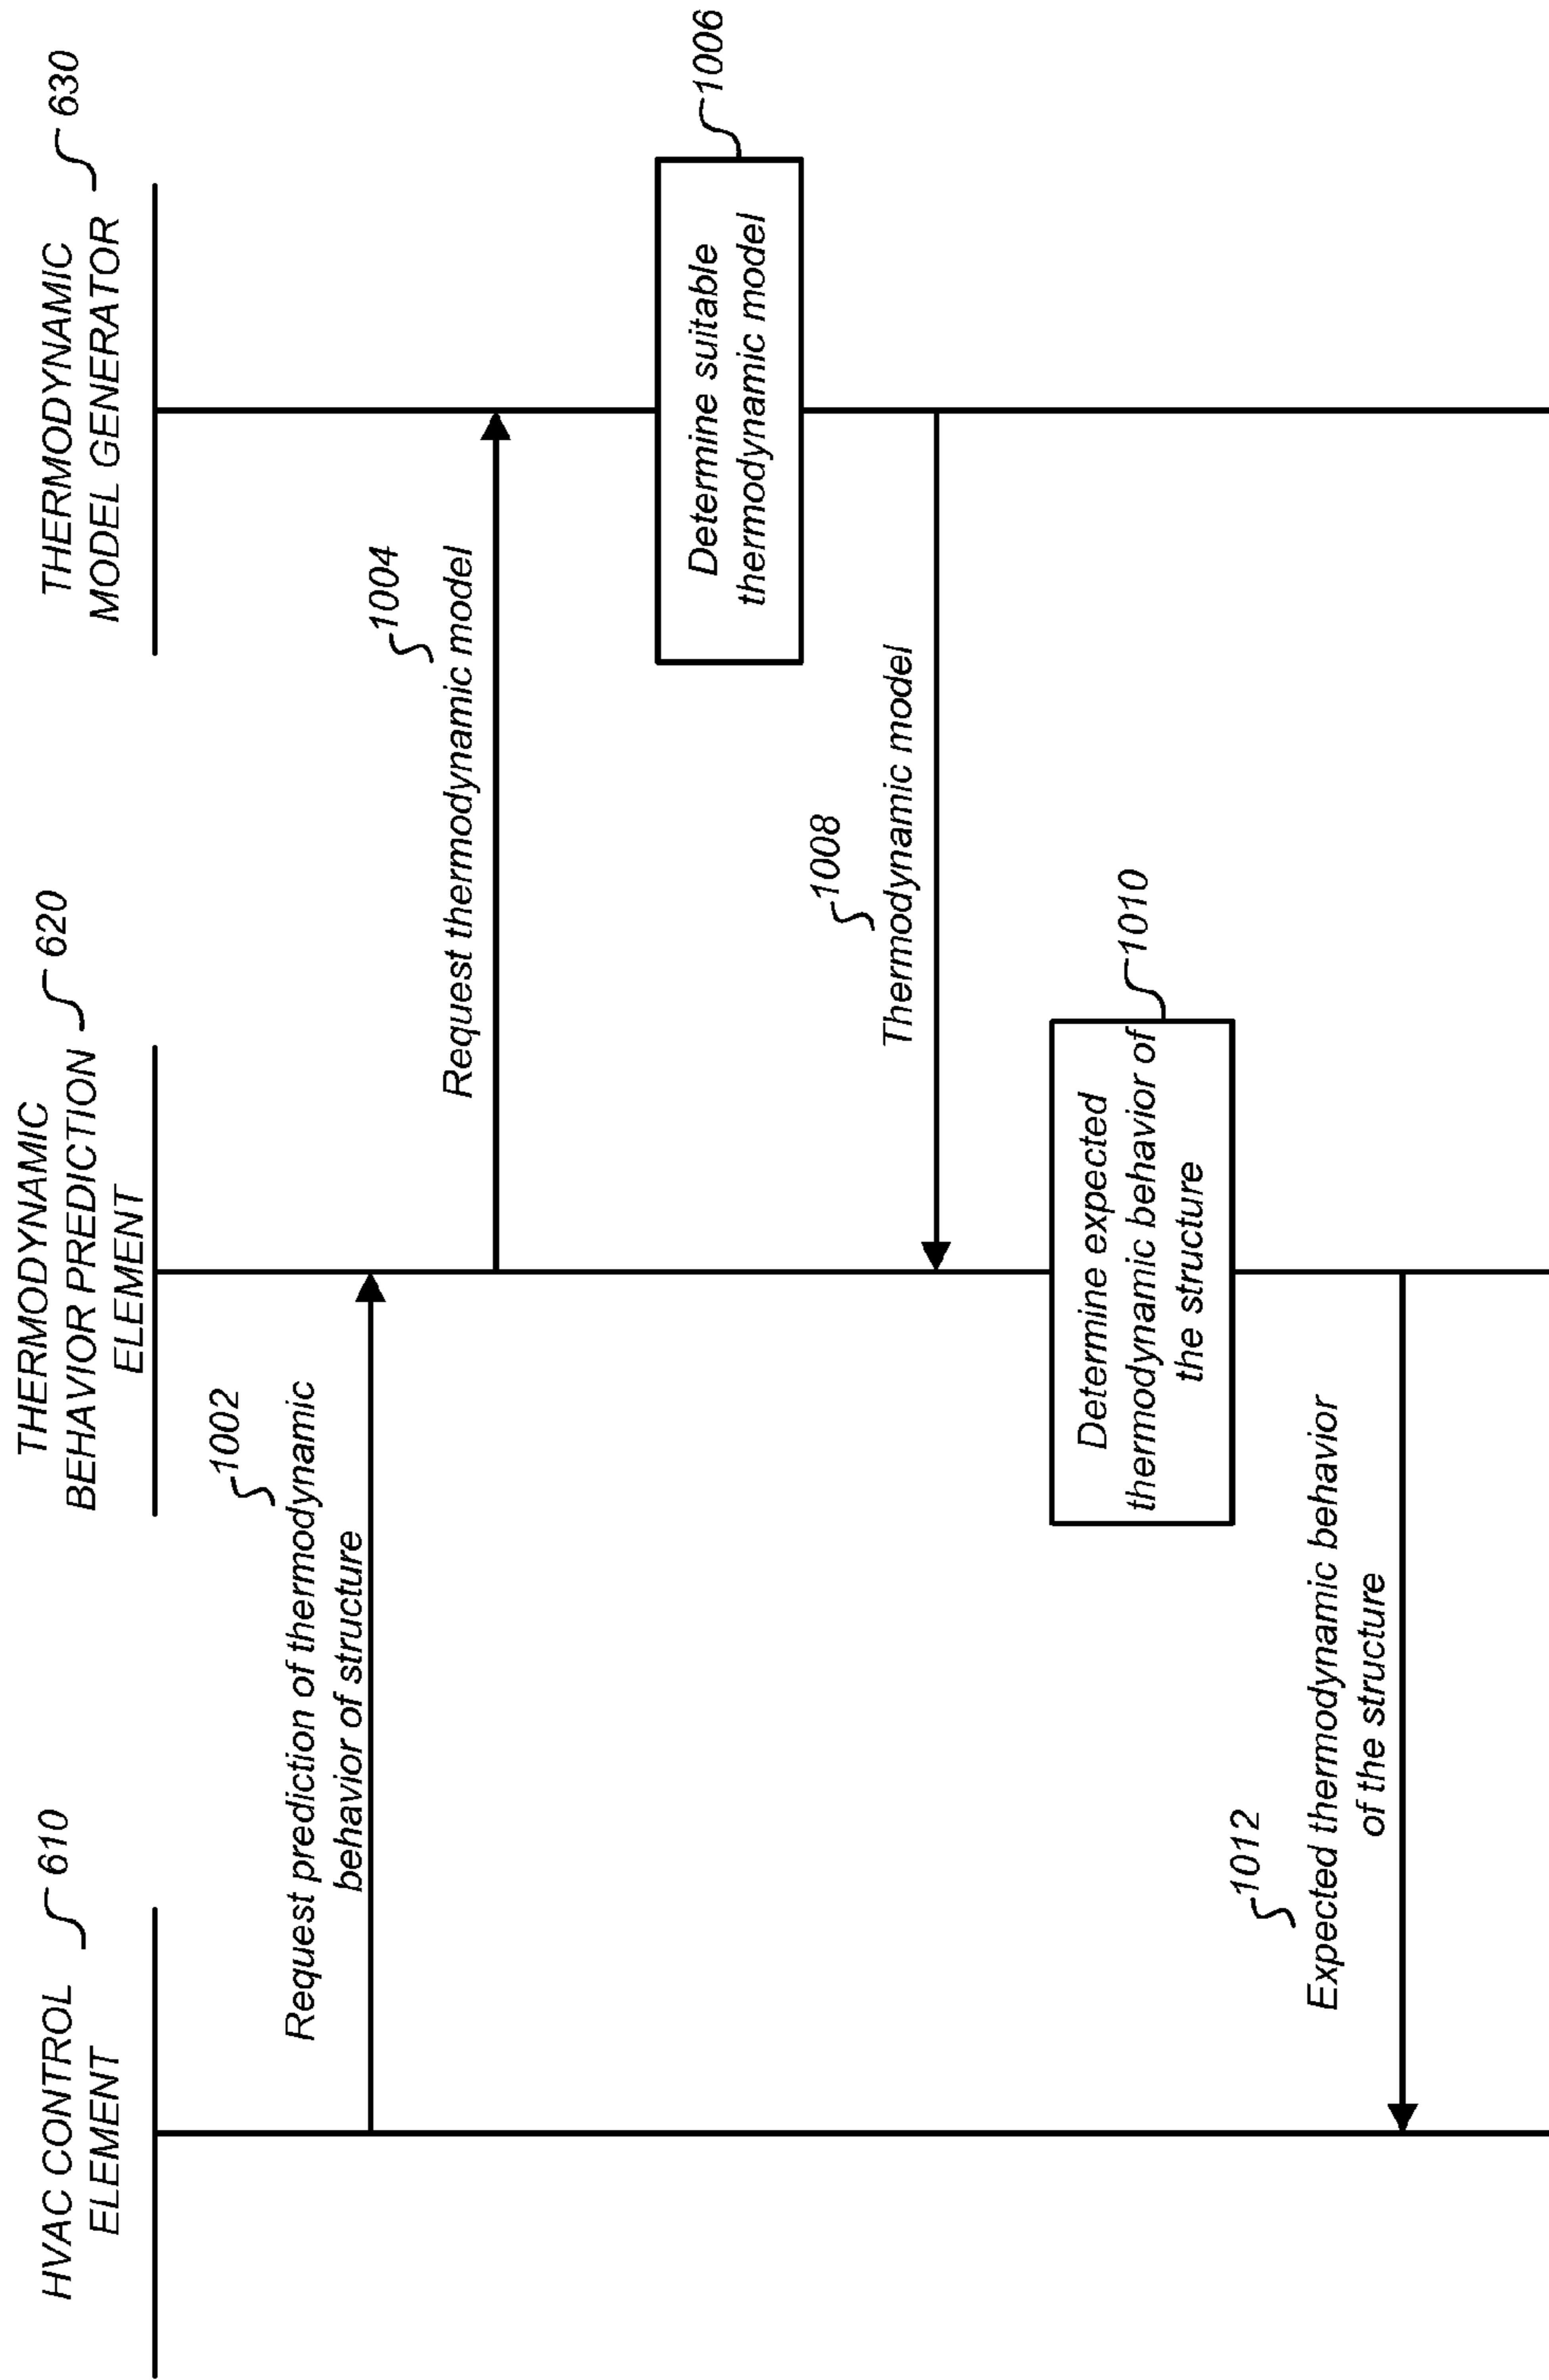 HVAC CONTROL
ELEMENT
610
THERMODYNAMIC
BEHAVIOR PREDICTION
ELEMENT
620
THERMODYNAMIC
MODEL GENERATOR
630
1002
Request prediction of thermodynamic
behavior of structure
1004
Request thermodynamic model
Determine suitable
thermodynamic model
1006
1008
Thermodynamic model
Determine expected
thermodynamic behavior of
the structure
1010
1012
Expected thermodynamic behavior
of the structure